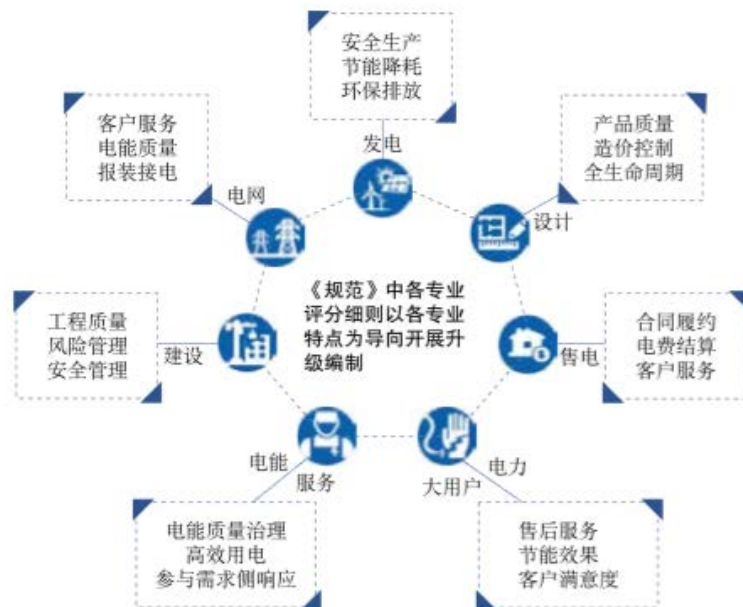 安全生产
节能降耗
环保排放
发电
客户服务
电能质量
报装接电
电网
产品质量
造价控制
全生命周期
设计
《规范》中各专业
评分细则以各专业
特点为导向开展升
级编制
工程质量
风险管理
安全管理
建设
合同履约
电费结算
客户服务
售电
电能
服务
电力
大用户
电能质量治理
高效用电
参与需求侧响应
售后服务
节能效果
客户满意度